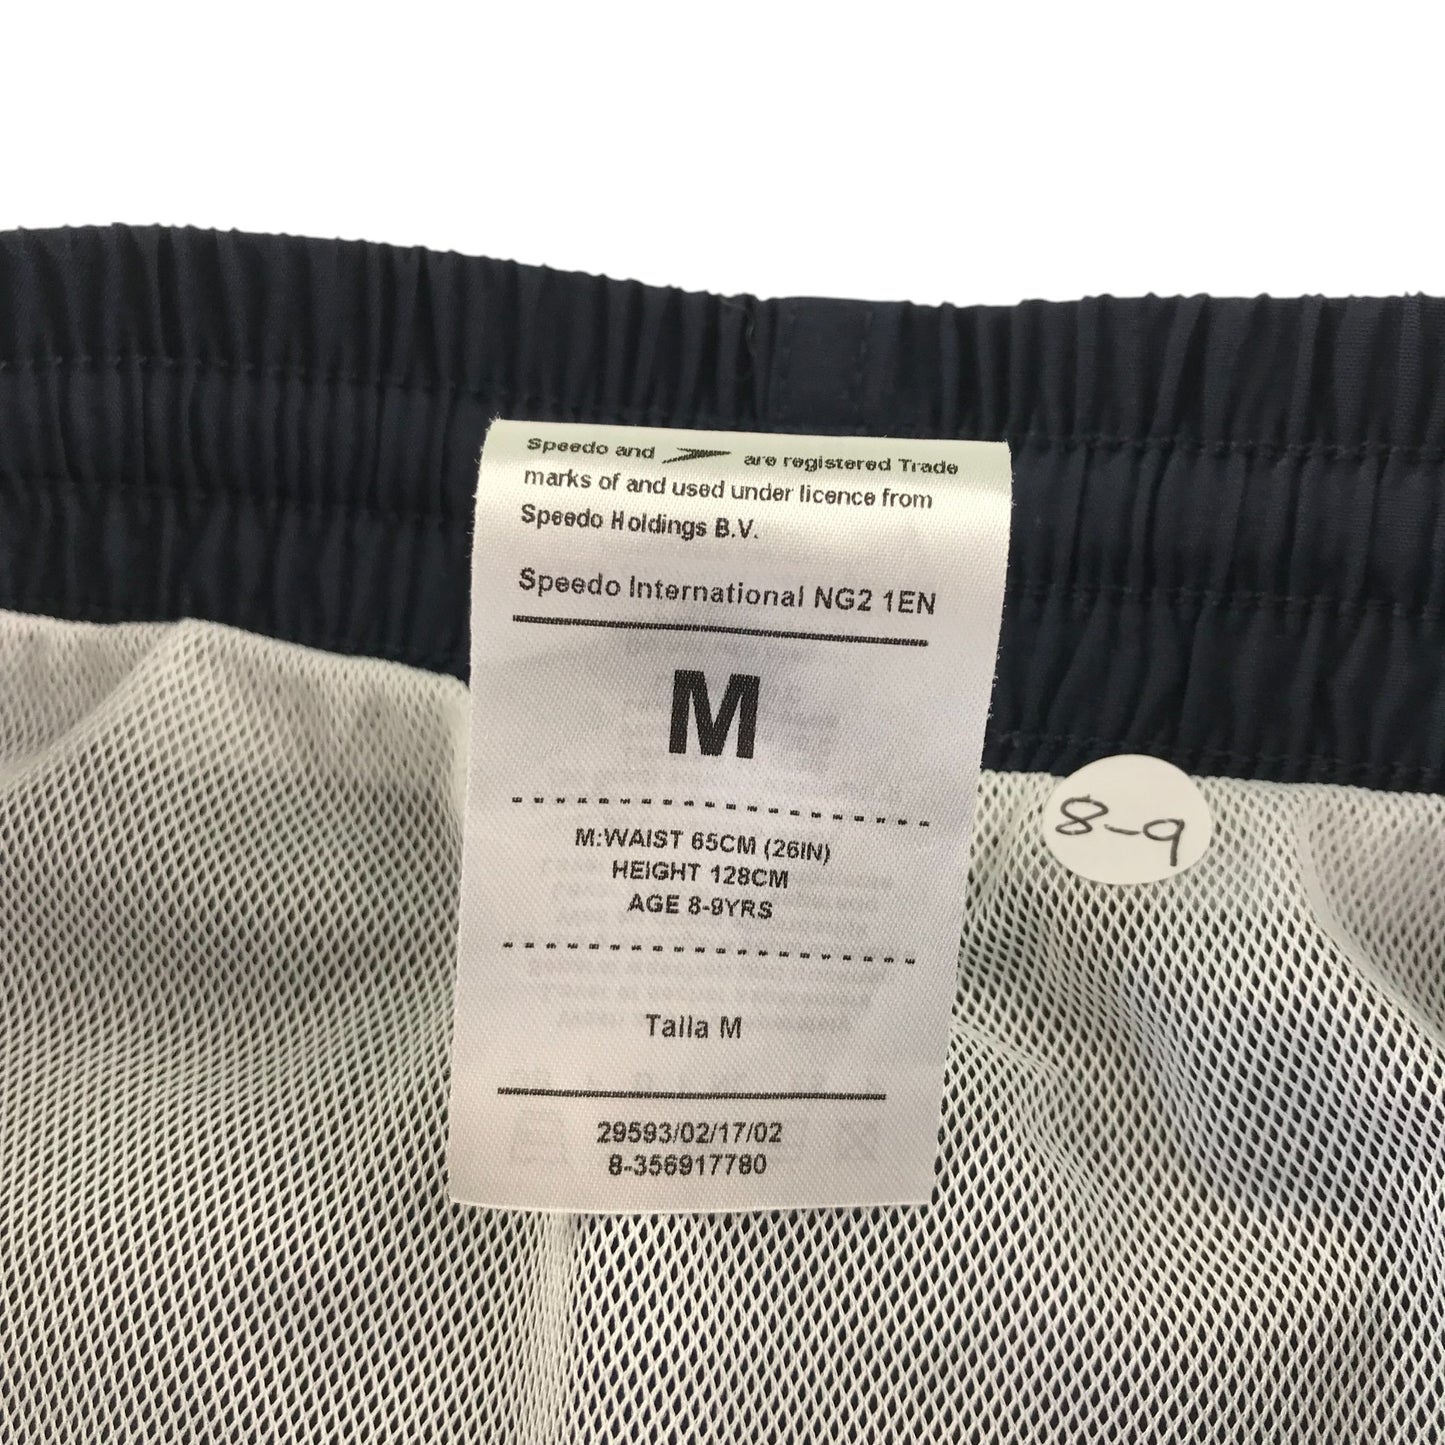 Speedo and are registered Trade
marks of and used under licence from
Speedo Holdings B.V.
Speedo International NG2 1EN
M
M:WAIST 65CM (26IN)
HEIGHT 128CM
AGE 8-9YRS
Talla M
29593/02/17/02
8-356917780
8-9